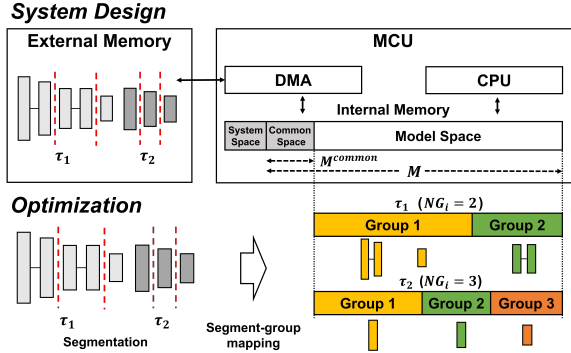 System Design
External Memory
MCU
DMA
CPU
Internal Memory
System Space
Common Space
Model Space
τ₁
τ₂
M^common
M
Optimization
τ₁ (NGᵢ=2)
Group 1
Group 2
τ₂ (NGᵢ=3)
Group 1
Group 2
Group 3
τ₁
τ₂
Segmentation
Segment-group
mapping